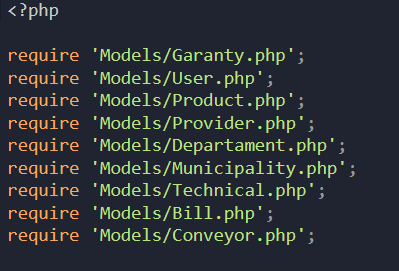 <?php
require 'Models/Garanty.php';
require 'Models/User.php';
require 'Models/Product.php';
require 'Models/Provider.php';
require 'Models/Departament.php';
require 'Models/Municipality.php';
require 'Models/Technical.php';
require 'Models/Bill.php';
require 'Models/Conveyor.php';